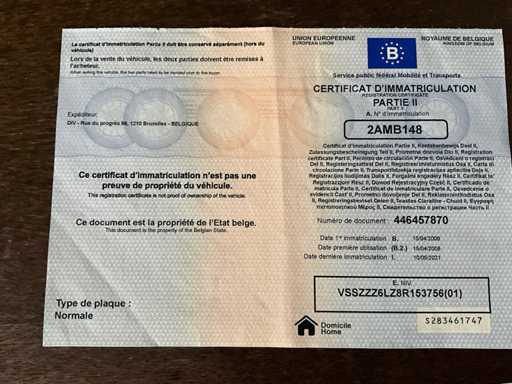 Le certificat d'immatriculation Partie II doit être conservé séparément (hors du
véhicule).
Lors de la vente du véhicule, les deux parties doivent être remises à
l'acheteur.
When selling the vehicle, the two parts need to be handed over to the buyer.
Expéditeur:
DIV - Rue du progrès 56, 1210 Bruxelles - BELGIQUE
Ce certificat d'immatriculation n'est pas une
preuve de propriété du véhicule.
This registration certificate is not proof of ownership of the vehicle.
Ce document est la propriété de l'Etat belge.
This document is the property of the Belgian State.
Type de plaque :
Normale
UNION EUROPEENNE
EUROPEAN UNION
B
ROYAUME DE BELGIQUE
KINGDOM OF BELGIUM
Service public fédéral Mobilité et Transports
CERTIFICAT D'IMMATRICULATION
REGISTRATION CERTIFICATE
PARTIE II
PART II
A. N° d'immatriculation
2AMB148
Numéro de document : 446457870
Date 1re immatriculation B. 15/04/2008
Date première utilisation (B.2) 15/04/2008
Date dernière immatriculation I. 10/05/2021
E. NIV
VSSZZZ6LZ8R153756(01)
Domicile
Home
S283461747